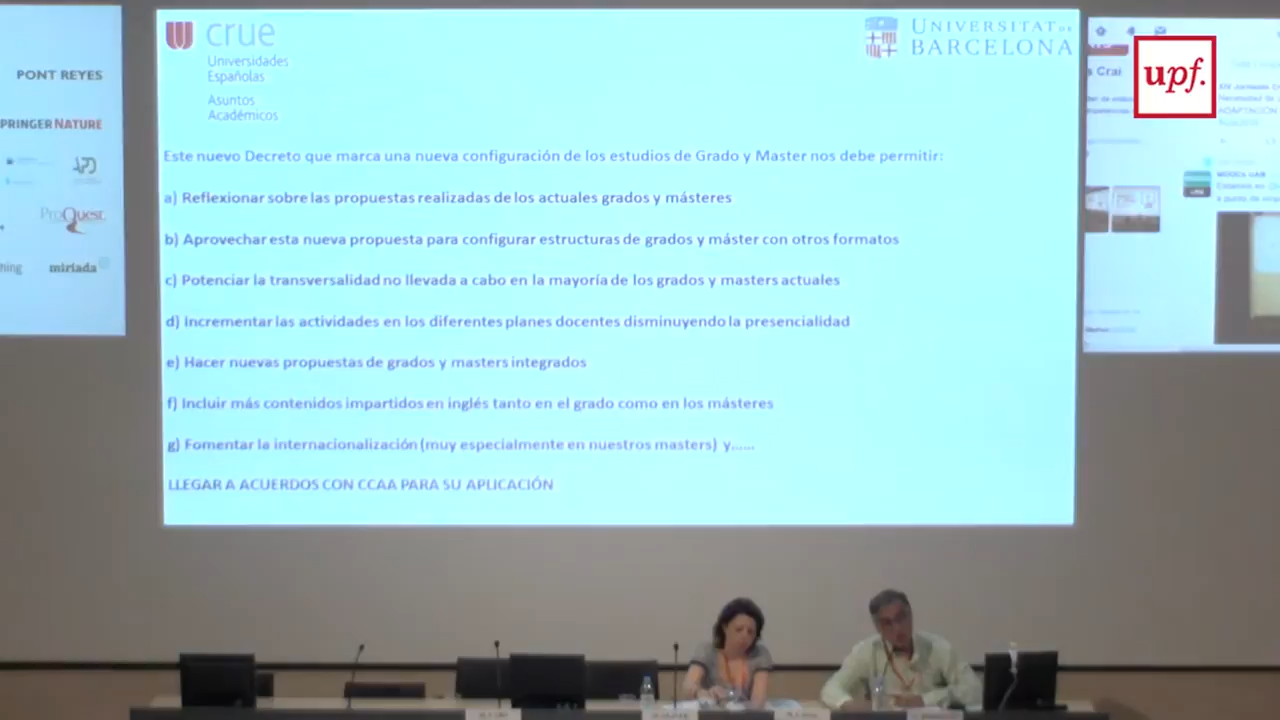 crue
Universidades
Españolas
Asuntos
Académicos
UNIVERSITAT DE
BARCELONA
Este nuevo Decreto que marca una nueva configuración de los estudios de Grado y Master nos debe permitir:
a) Reflexionar sobre las propuestas realizadas de los actuales grados y másteres
b) Aprovechar esta nueva propuesta para configurar estructuras de grados y máster con otros formatos
c) Potenciar la transversalidad no llevada a cabo en la mayoría de los grados y masters actuales
d) Incrementar las actividades en los diferentes planes docentes disminuyendo la presencialidad
e) Hacer nuevas propuestas de grados y masters integrados
f) Incluir más contenidos impartidos en inglés tanto en el grado como en los másteres
g) Fomentar la internacionalización (muy especialmente en nuestros masters) y......
LLEGAR A ACUERDOS CON CCAA PARA SU APLICACIÓN
PONT REYES
PRINGER NATURE
ProQuest
hing
miríada
upf.
s Crai
MOOCs UAB